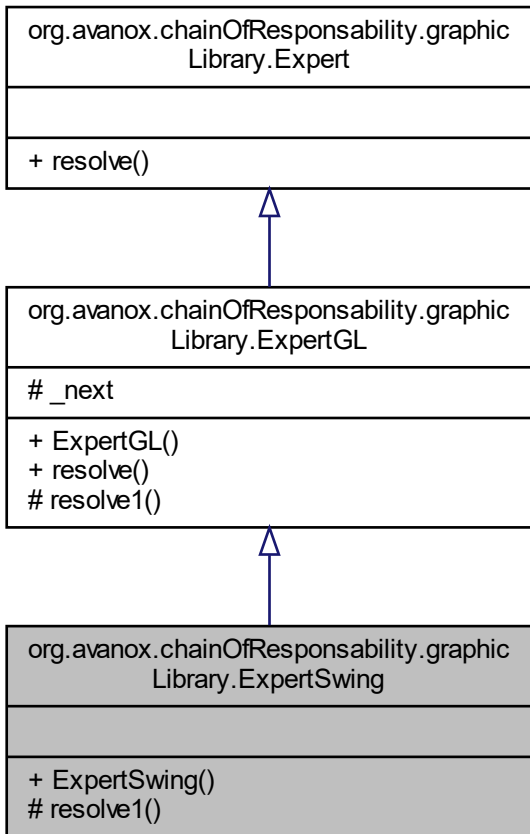 org.avanox.chainOfResponsability.graphic
Library.Expert
+ resolve()
org.avanox.chainOfResponsability.graphic
Library.ExpertGL
# _next
+ ExpertGL()
+ resolve()
# resolve1()
org.avanox.chainOfResponsability.graphic
Library.ExpertSwing
+ ExpertSwing()
# resolve1()